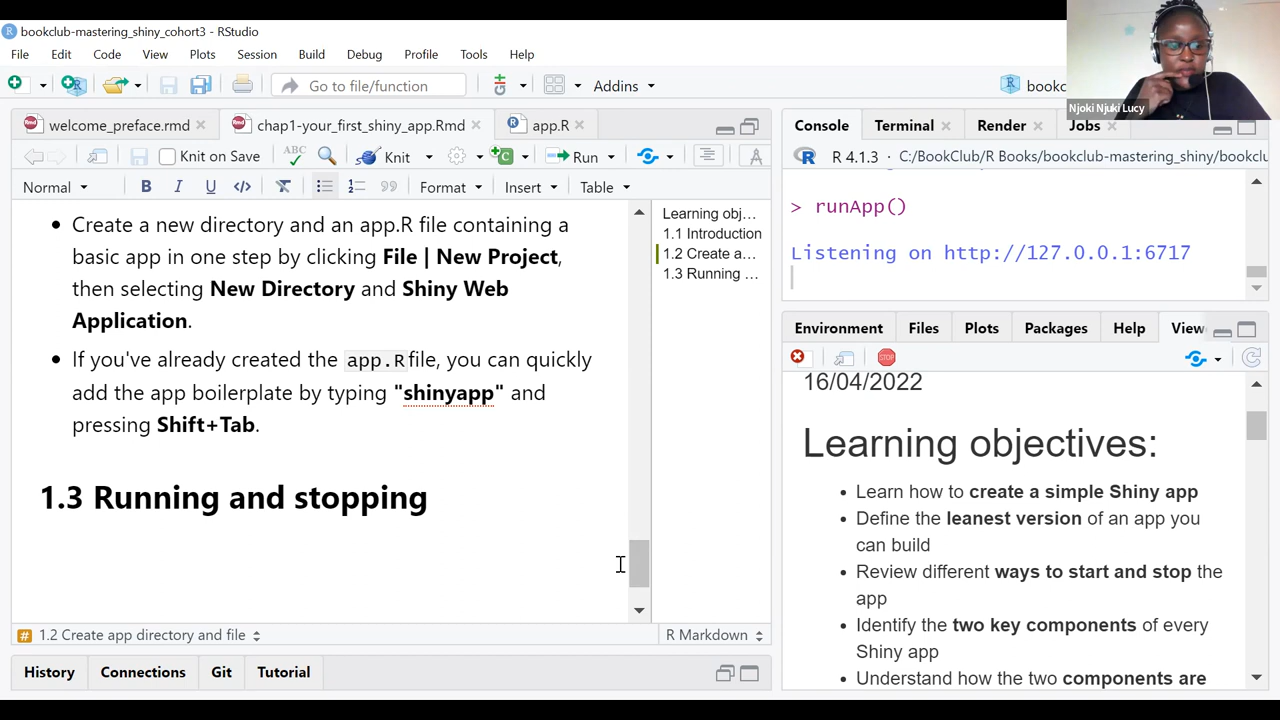 bookclub-mastering_shiny_cohort3 - RStudio
File Edit Code View Plots Session Build Debug Profile Tools Help
Go to file/function Addins bookc
Njoki Njuki Lucy
welcome_preface.rmd chap1-your_first_shiny_app.Rmd app.R
Knit on Save ABC Knit Run
Normal B I U Format Insert Table
Create a new directory and an app.R file containing a
basic app in one step by clicking File | New Project,
then selecting New Directory and Shiny Web
Application.
If you've already created the app.R file, you can quickly
add the app boilerplate by typing "shinyapp" and
pressing Shift+Tab.
1.3 Running and stopping
Learning obj...
1.1 Introduction
1.2 Create a...
1.3 Running ...
# 1.2 Create app directory and file R Markdown
History Connections Git Tutorial
Console Terminal Render Jobs
R 4.1.3 · C:/BookClub/R Books/bookclub-mastering_shiny/bookclu
> runApp()
Listening on http://127.0.0.1:6717
Environment Files Plots Packages Help View
STOP
16/04/2022
Learning objectives:
Learn how to create a simple Shiny app
Define the leanest version of an app you
can build
Review different ways to start and stop the
app
Identify the two key components of every
Shiny app
Understand how the two components are